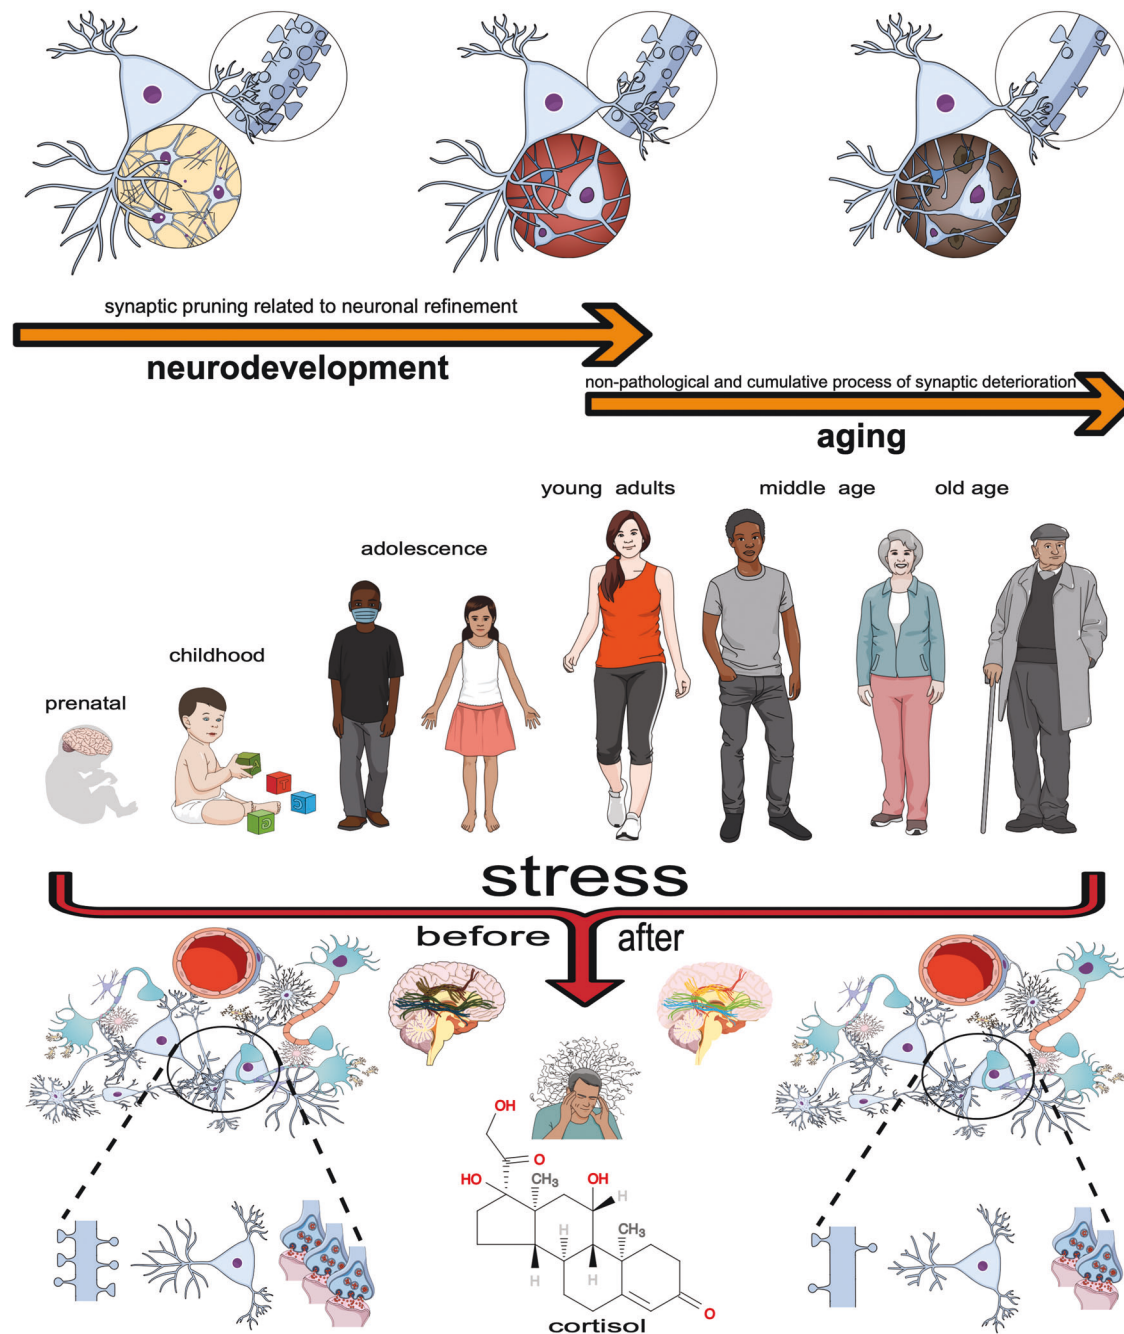 synaptic pruning related to neuronal refinement
neurodevelopment
non-pathological and cumulative process of synaptic deterioration
aging
young adults
middle age
old age
adolescence
childhood
prenatal
stress
before
after
OH
O
HO
CH₃
OH
H
CH₃
H
H
H
O
cortisol